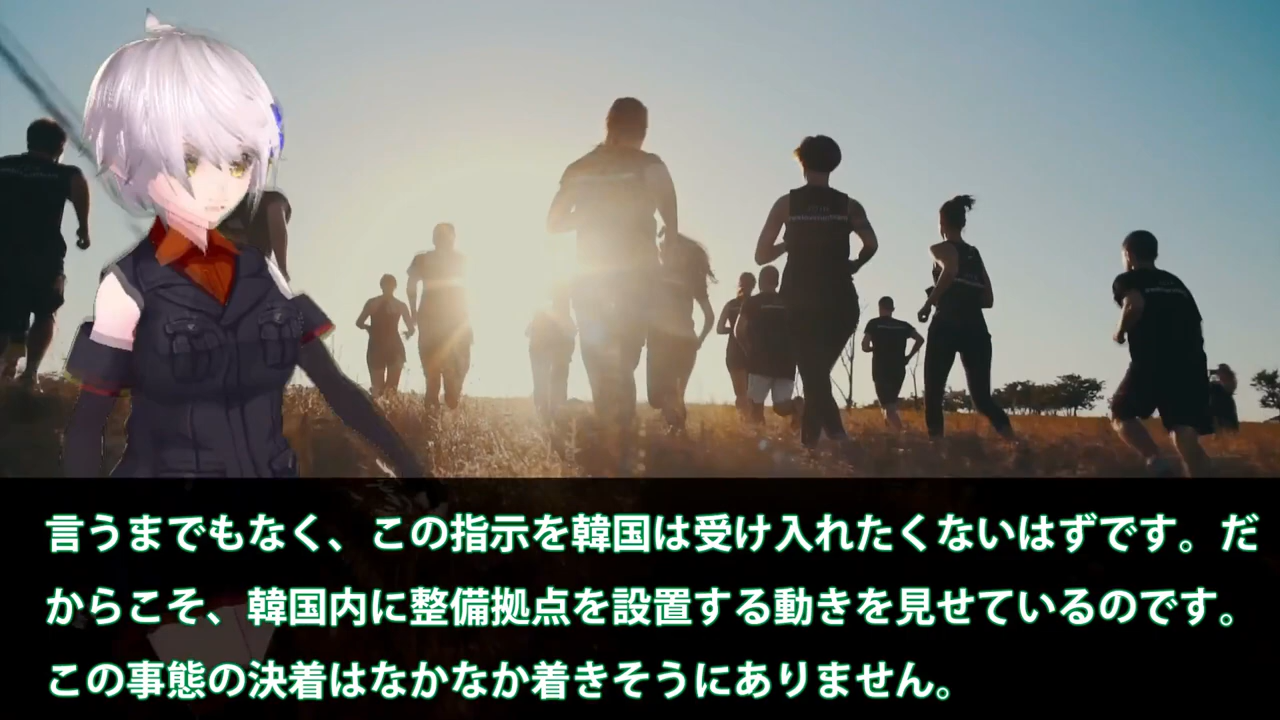 言うまでもなく、この指示を韓国は受け入れたくないはずです。だ
からこそ、韓国内に整備拠点を設置する動きを見せているのです。
この事態の決着はなかなか着きそうにありません。